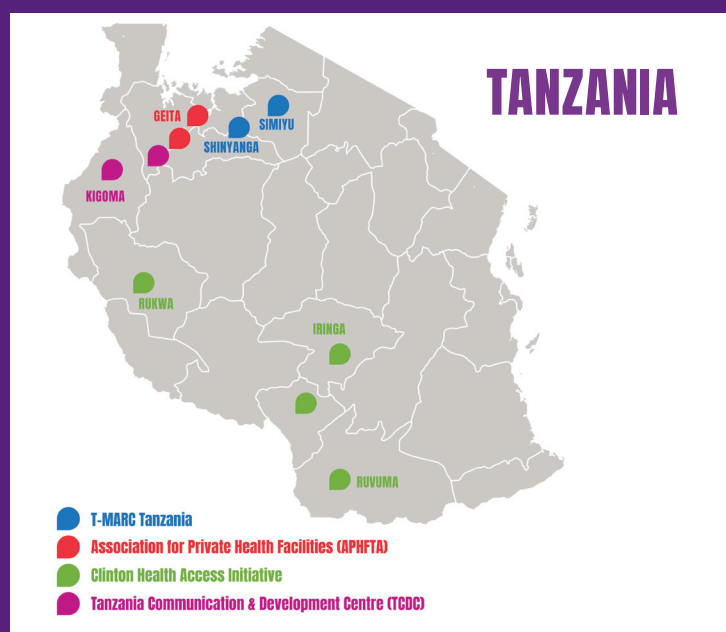 TANZANIA
GEITA
SIMIYU
SHINYANGA
KIGOMA
RUKWA
IRINGA
RUVUMA
T-MARC Tanzania
Association for Private Health Facilities (APHFTA)
Clinton Health Access Initiative
Tanzania Communication & Development Centre (TCDC)